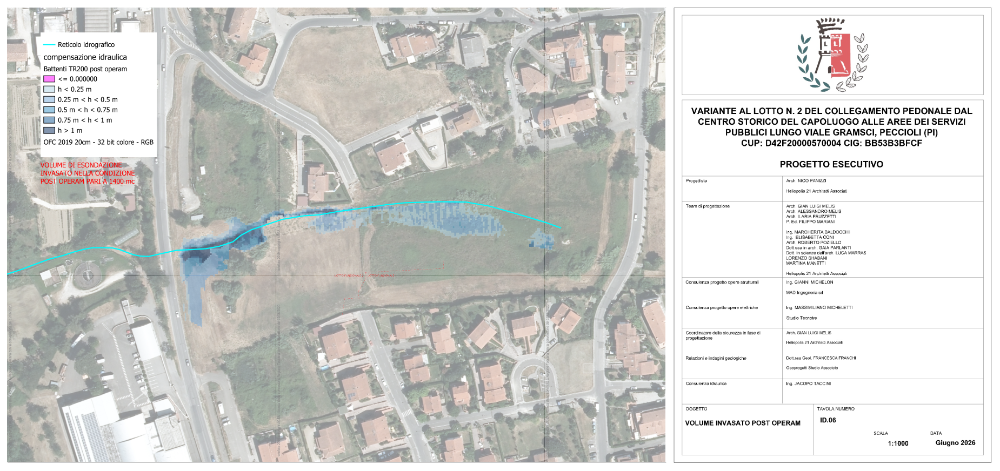 Reticolo idrografico
compensazione idraulica
Battenti TR200 post operam
<= 0.000000
h < 0.25 m
0.25 m < h < 0.5 m
0.5 m < h < 0.75 m
0.75 m < h < 1 m
h > 1 m
OFC 2019 20cm - 32 bit colore - RGB
VOLUME DI ESONDAZIONE
INVASATO NELLA CONDIZIONE
POST OPERAM PARI A 1400 mc
VARIANTE AL LOTTO N. 2 DEL COLLEGAMENTO PEDONALE DAL
CENTRO STORICO DEL CAPOLUOGO ALLE AREE DEI SERVIZI
PUBBLICI LUNGO VIALE GRAMSCI, PECCIOLI (PI)
CUP: D42F20000570004 CIG: BB53B3BFCF
PROGETTO ESECUTIVO
Progettista
Arch. NICO PANIZZI
Heliopolis 21 Architetti Associati
Team di progettazione
Arch. GIAN LUIGI MELIS
Arch. ALESSANDRO MELIS
Arch. ILARIA FRUZZETTI
P. Ed. FILIPPO MARIANI
Ing. MARGHERITA BALDOCCHI
Ing. ELISABETTA CONI
Arch. ROBERTO POZIELLO
Dott.ssa in arch. GAIA PARLANTI
Dott. in scienze dell'arch. LUCA MARRAS
LORENZO SHABANI
MARTINA MANETTI
Heliopolis 21 Architetti Associati
Consulenza progetto opere strutturali
Ing. GIANNI MICHELON
MAD Ingegneria srl
Consulenza progetto opere elettriche
Ing. MASSIMILIANO MICHELETTI
Studio Tecnotre
Coordinatore della sicurezza in fase di
progettazione
Arch. GIAN LUIGI MELIS
Heliopolis 21 Architetti Associati
Relazioni e indagini geologiche
Dott.ssa Geol. FRANCESCA FRANCHI
Geoprogetti Studio Associato
Consulenza idraulica
Ing. JACOPO TACCINI
OGGETTO
VOLUME INVASATO POST OPERAM
TAVOLA NUMERO
ID.06
SCALA
1:1000
DATA
Giugno 2026